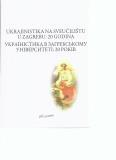 UKRAJINISTIKA NA SVEUČILIŠTU
U ZAGREBU: 20 GODINA
УКРАЇНІСТИКА В ЗАГРЕБСЬКОМУ
УНІВЕРСИТЕТІ: 20 РОКІВ